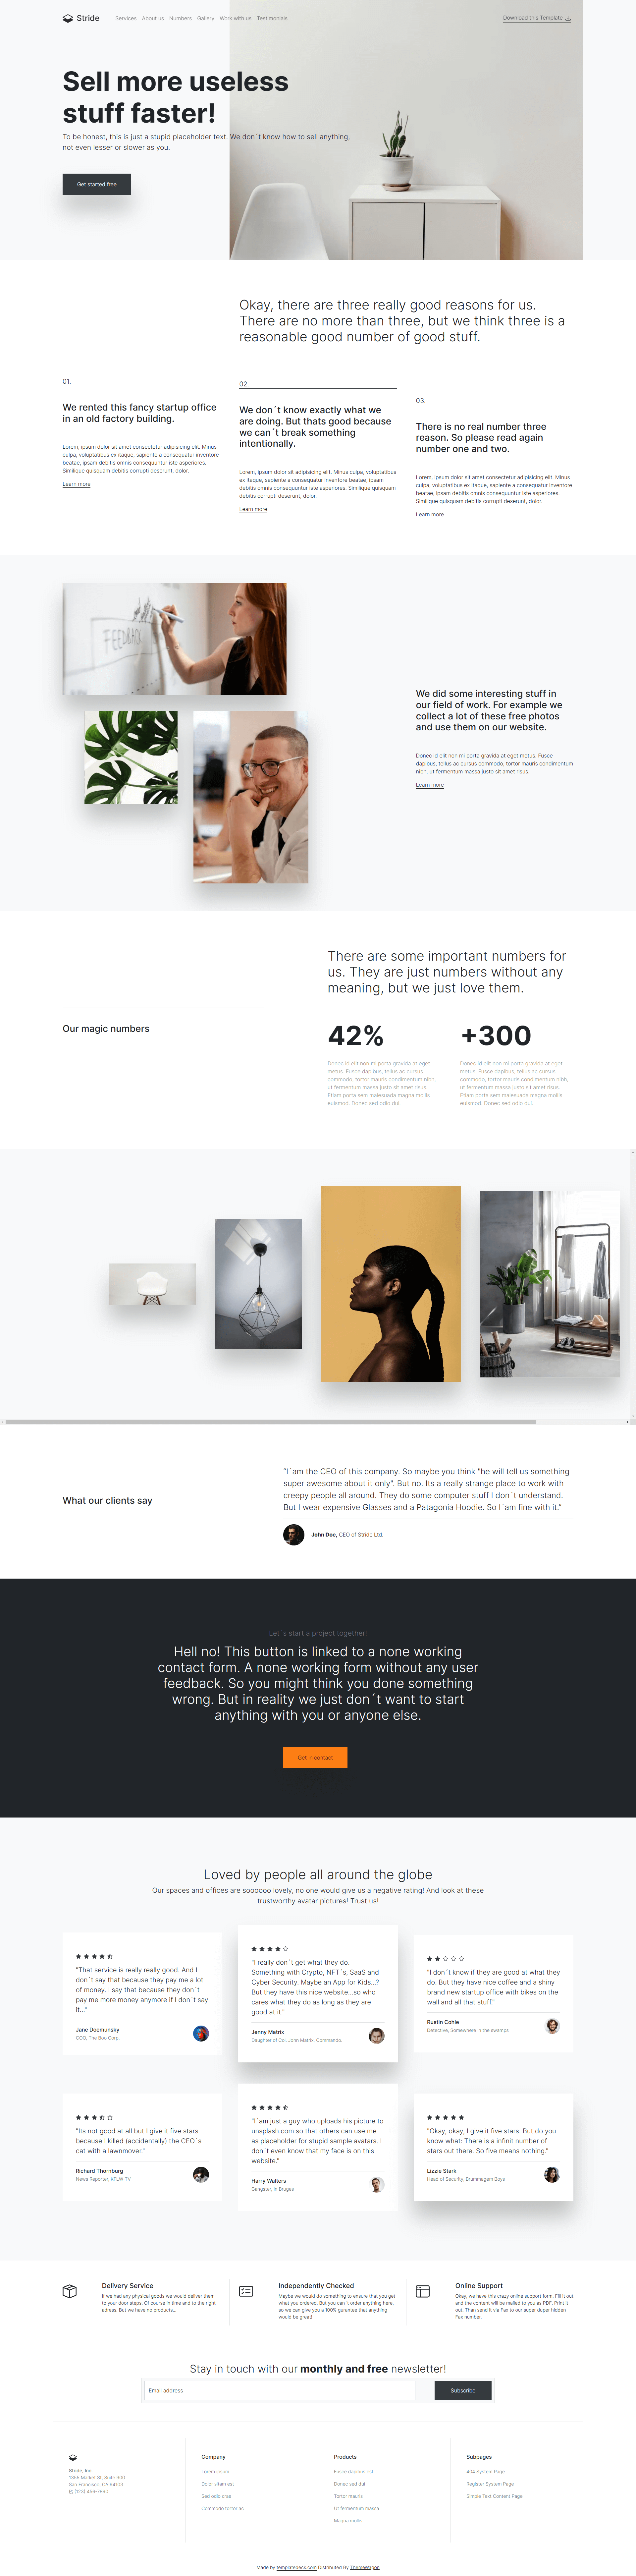 Stride
Services About us Numbers Gallery Work with us Testimonials
Download this Template
Sell more useless
stuff faster!
To be honest, this is just a stupid placeholder text. We don´t know how to sell anything,
not even lesser or slower as you.
Get started free
Okay, there are three really good reasons for us.
There are no more than three, but we think three is a
reasonable good number of good stuff.
01.
We rented this fancy startup office
in an old factory building.
Lorem, ipsum dolor sit amet consectetur adipisicing elit. Minus
culpa, voluptatibus ex itaque, sapiente a consequatur inventore
beatae, ipsam debitis omnis consequuntur iste asperiores.
Similique quisquam debitis corrupti deserunt, dolor.
Learn more
02.
We don´t know exactly what we
are doing. But thats good because
we can´t break something
intentionally.
Lorem, ipsum dolor sit adipisicing elit. Minus culpa, voluptatibus
ex itaque, sapiente a consequatur inventore beatae, ipsam
debitis omnis consequuntur iste asperiores. Similique quisquam
debitis corrupti deserunt, dolor.
Learn more
03.
There is no real number three
reason. So please read again
number one and two.
Lorem, ipsum dolor sit amet consectetur adipisicing elit. Minus
culpa, voluptatibus ex itaque, sapiente a consequatur inventore
beatae, ipsam debitis omnis consequuntur iste asperiores.
Similique quisquam debitis corrupti deserunt, dolor.
Learn more
FEEDBACK
We did some interesting stuff in
our field of work. For example we
collect a lot of these free photos
and use them on our website.
Donec id elit non mi porta gravida at eget metus. Fusce
dapibus, tellus ac cursus commodo, tortor mauris condimentum
nibh, ut fermentum massa justo sit amet risus.
Learn more
Our magic numbers
There are some important numbers for
us. They are just numbers without any
meaning, but we just love them.
42%
Donec id elit non mi porta gravida at eget
metus. Fusce dapibus, tellus ac cursus
commodo, tortor mauris condimentum nibh,
ut fermentum massa justo sit amet risus.
Etiam porta sem malesuada magna mollis
euismod. Donec sed odio dui.
+300
Donec id elit non mi porta gravida at eget
metus. Fusce dapibus, tellus ac cursus
commodo, tortor mauris condimentum nibh,
ut fermentum massa justo sit amet risus.
Etiam porta sem malesuada magna mollis
euismod. Donec sed odio dui.
What our clients say
"I´am the CEO of this company. So maybe you think "he will tell us something
super awesome about it only". But no. Its a really strange place to work with
creepy people all around. They do some computer stuff I don´t understand.
But I wear expensive Glasses and a Patagonia Hoodie. So I´am fine with it."
John Doe, CEO of Stride Ltd.
Let´s start a project together!
Hell no! This button is linked to a none working
contact form. A none working form without any user
feedback. So you might think you done something
wrong. But in reality we just don´t want to start
anything with you or anyone else.
Get in contact
Loved by people all around the globe
Our spaces and offices are soooooo lovely, no one would give us a negative rating! And look at these
trustworthy avatar pictures! Trust us!
"That service is really really good. And I
don´t say that because they pay me a lot
of money. I say that because they don´t
pay me more money anymore if I don´t say
it..."
Jane Doemunsky
COO, The Boo Corp.
"I really don´t get what they do.
Something with Crypto, NFT´s, SaaS and
Cyber Security. Maybe an App for Kids...?
But they have this nice website...so who
cares what they do as long as they are
good at it."
Jenny Matrix
Daughter of Col. John Matrix, Commando
"I don´t know if they are good at what they
do. But they have nice coffee and a shiny
brand new startup office with bikes on the
wall and all that stuff."
Rustin Cohle
Detective, Somewhere in the swamps
"Its not good at all but I give it five stars
because I killed (accidentally) the CEO´s
cat with a lawnmover."
Richard Thornburg
News Reporter, KFLW-TV
"I´am just a guy who uploads his picture to
unsplash.com so that others can use me
as placeholder for stupid sample avatars. I
don´t even know that my face is on this
website."
Harry Walters
Gangster, In Bruges
"Okay, okay, I give it five stars. But do you
know what: There is a infinit number of
stars out there. So five means nothing."
Lizzie Stark
Head of Security, Brummagem Boys
Delivery Service
If we had any physical goods we would deliver them
to your door steps. Of course in time and to the right
adress. But we have no products...
Independently Checked
Maybe we would do something to ensure that you get
what you ordered. But you can´t order anything here,
so we can give you a 100% gurantee that anything
would be great!
Online Support
Okay, we have this crazy online support form. Fill it out
and the content will be mailed to you as PDF. Print it
out. Than send it via Fax to our super duper hidden
Fax number.
Stay in touch with our monthly and free newsletter!
Email address
Subscribe
Stride, Inc.
1355 Market St, Suite 900
San Francisco, CA 94103
P: (123) 456-7890
Company
Lorem ipsum
Dolor sitam est
Sed odio cras
Commodo tortor ac
Products
Fusce dapibus est
Donec sed dui
Tortor mauris
Ut fermentum massa
Magna mollis
Subpages
404 System Page
Register System Page
Simple Text Content Page
Made by templatedeck.com Distributed By ThemeWagon